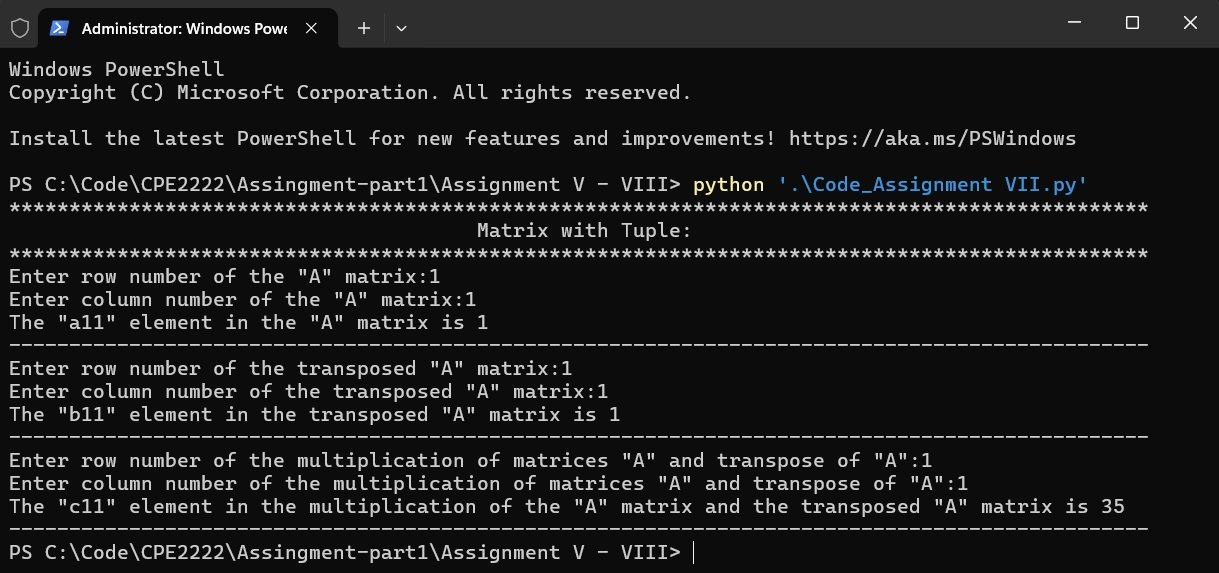 Administrator: Windows Powe
Windows PowerShell
Copyright (C) Microsoft Corporation. All rights reserved.
Install the latest PowerShell for new features and improvements! https://aka.ms/PSWindows
PS C:\Code\CPE2222\Assingment-part1\Assignment V - VIII> python '.\Code_Assignment VII.py'
***********************************************************************************************
Matrix with Tuple:
***********************************************************************************************
Enter row number of the "A" matrix:1
Enter column number of the "A" matrix:1
The "a11" element in the "A" matrix is 1
-----------------------------------------------------------------------------------------------
Enter row number of the transposed "A" matrix:1
Enter column number of the transposed "A" matrix:1
The "b11" element in the transposed "A" matrix is 1
-----------------------------------------------------------------------------------------------
Enter row number of the multiplication of matrices "A" and transpose of "A":1
Enter column number of the multiplication of matrices "A" and transpose of "A":1
The "c11" element in the multiplication of the "A" matrix and the transposed "A" matrix is 35
-----------------------------------------------------------------------------------------------
PS C:\Code\CPE2222\Assingment-part1\Assignment V - VIII>